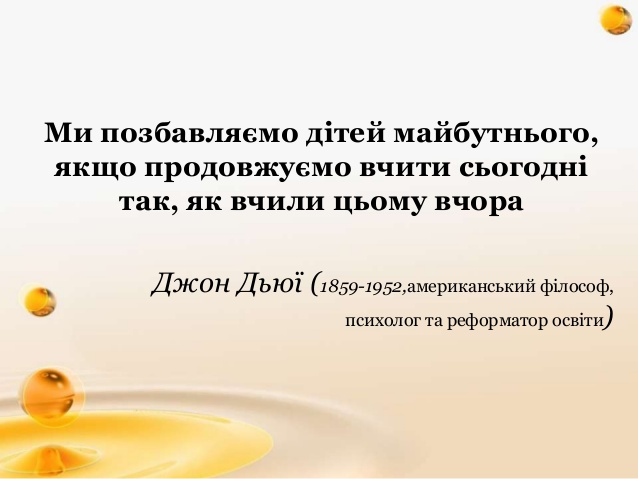 Ми позбавляємо дітей майбутнього,
якщо продовжуємо вчити сьогодні
так, як вчили цьому вчора
Джон Дьюї (1859-1952,американський філософ,
психолог та реформатор освіти)